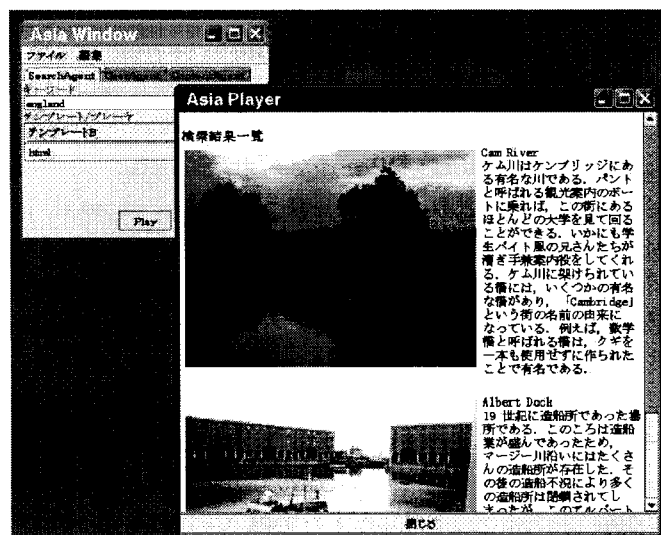 Asia Window
ファイル 編集
SearchAgent
キーワード
england
テンプレート/プレーヤ
テンプレートB
html
Play
Asia Player
検索結果一覧
Cam River
ケム川はケンブリッジにあ
る有名な川である．パント
と呼ばれる観光案内のボー
トに乗れば，この街にある
ほとんどの大学を見て回る
ことができる．いかにも学
生バイト風の兄さんたちが
漕ぎ手兼案内役をしてくれ
る．ケム川に架けられてい
る橋には，いくつかの有名
な橋があり，「Cambridge」
という街の名前の由来に
なっている．例えば，数学
橋と呼ばれる橋は，クギを
一本も使用せずに作られた
ことで有名である．
Albert Dock
19 世紀に造船所であった場
所である．このころは造船
業が盛んであったため，
マージー川沿いにはたくさ
んの造船所が存在した．そ
の後の造船不況により多く
の造船所は閉鎖されてし
まったが，このアルバート
閉じる